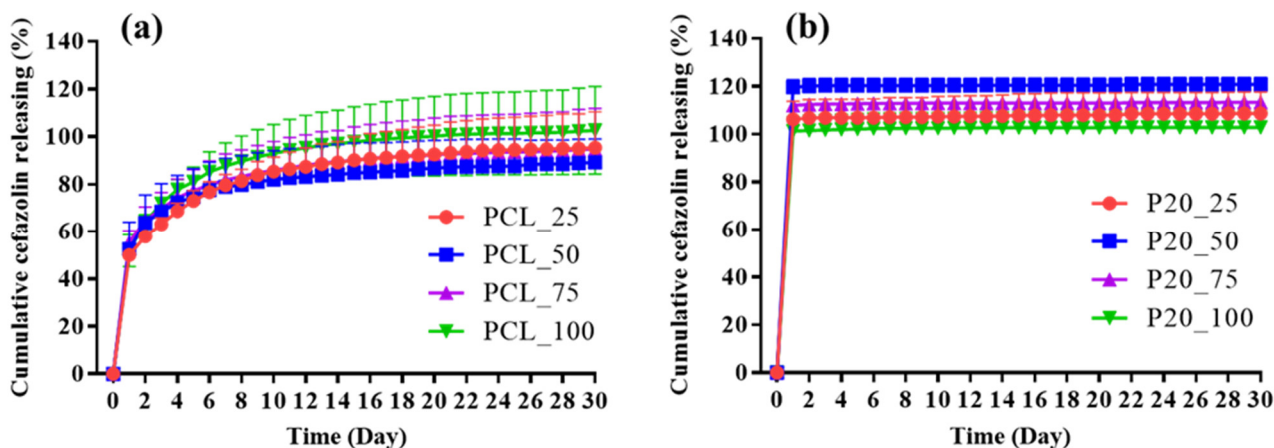 (a)
Cumulative cefazolin releasing (%)
140
120
100
80
60
40
20
0
PCL_25
PCL_50
PCL_75
PCL_100
0 2 4 6 8 10 12 14 16 18 20 22 24 26 28 30
Time (Day)
(b)
Cumulative cefazolin releasing (%)
140
120
100
80
60
40
20
0
P20_25
P20_50
P20_75
P20_100
0 2 4 6 8 10 12 14 16 18 20 22 24 26 28 30
Time (Day)